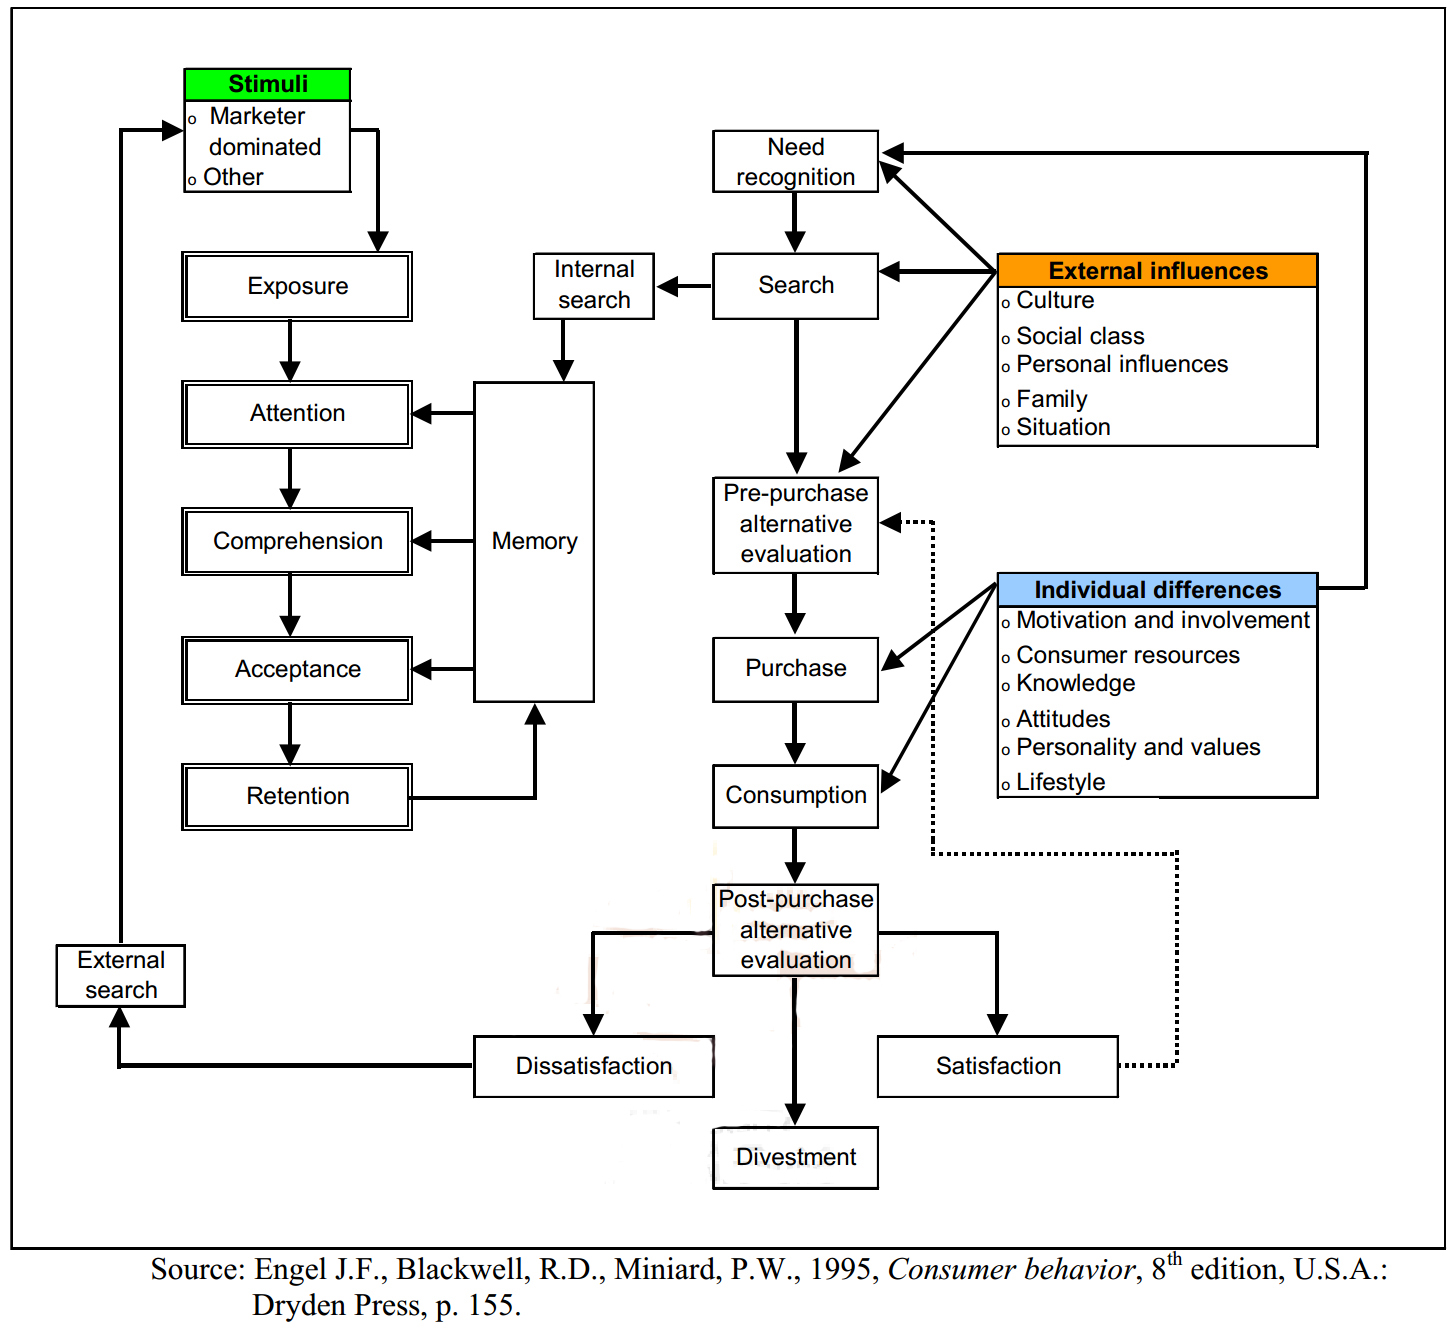 Stimuli
o Marketer
dominated
o Other
Need
recognition
Internal
search
Search
Exposure
External influences
o Culture
o Social class
o Personal influences
o Family
o Situation
Attention
Pre-purchase
alternative
evaluation
Comprehension
Memory
Individual differences
o Motivation and involvement
o Consumer resources
o Knowledge
o Attitudes
o Personality and values
o Lifestyle
Acceptance
Purchase
Retention
Consumption
Post-purchase
alternative
evaluation
External
search
Dissatisfaction
Satisfaction
Divestment
Source: Engel J.F., Blackwell, R.D., Miniard, P.W., 1995, Consumer behavior, 8th edition, U.S.A.:
Dryden Press, p. 155.